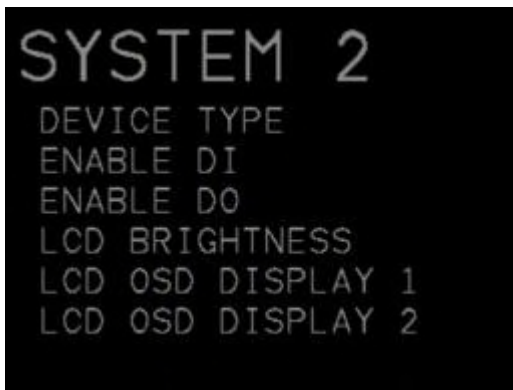 SYSTEM 2
DEVICE TYPE
ENABLE DI
ENABLE DO
LCD BRIGHTNESS
LCD OSD DISPLAY 1
LCD OSD DISPLAY 2